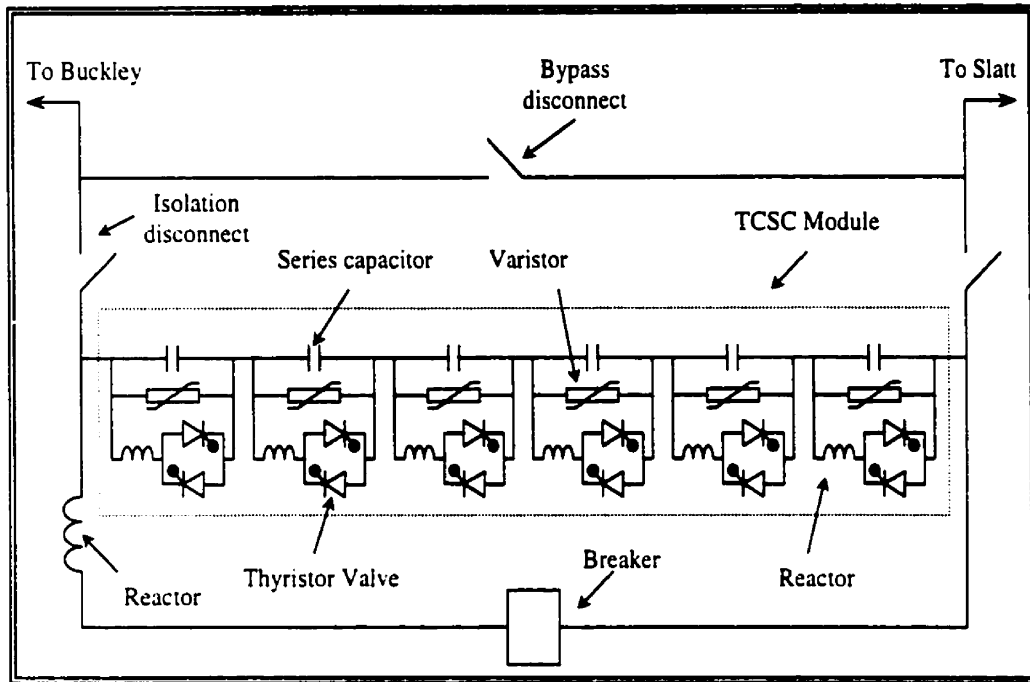 To Buckley
Bypass
disconnect
To Slatt
Isolation
disconnect
TCSC Module
Series capacitor
Varistor
Reactor
Thyristor Valve
Breaker
Reactor